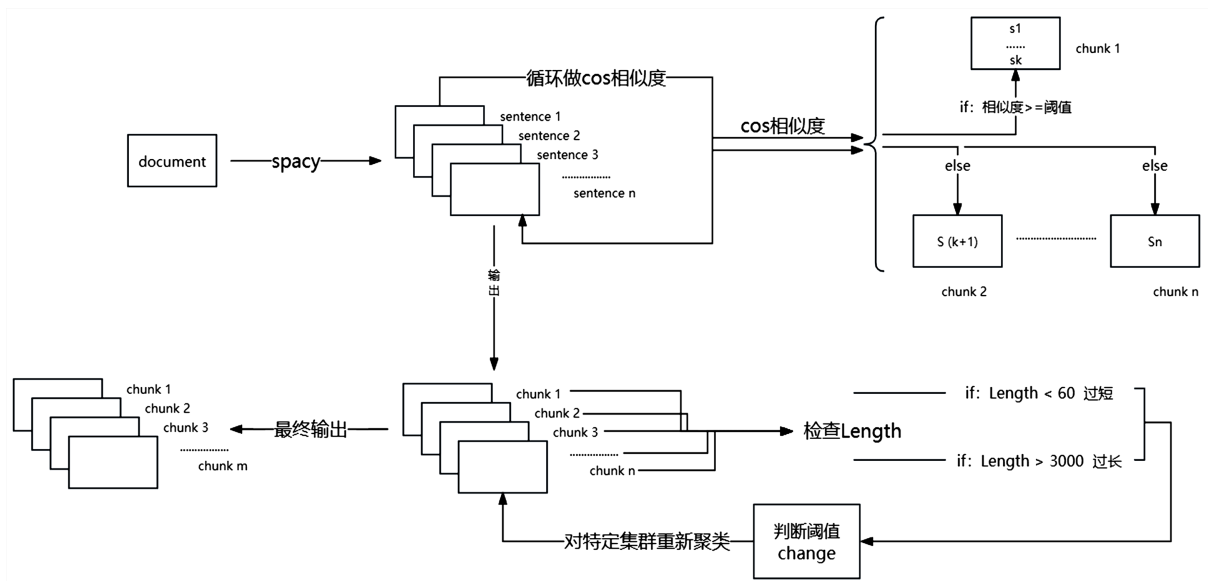 s1
......
sk
chunk 1
循环做cos相似度
if：相似度>=阈值
sentence 1
sentence 2
sentence 3
..................
sentence n
cos相似度
document
spacy
else
else
S (k+1)
..............................
Sn
chunk 2
chunk n
输出
chunk 1
chunk 2
chunk 3
..................
chunk m
最终输出
chunk 1
chunk 2
chunk 3
..................
chunk n
检查Length
if：Length < 60 过短
if：Length > 3000 过长
对特定集群重新聚类
判断阈值
change